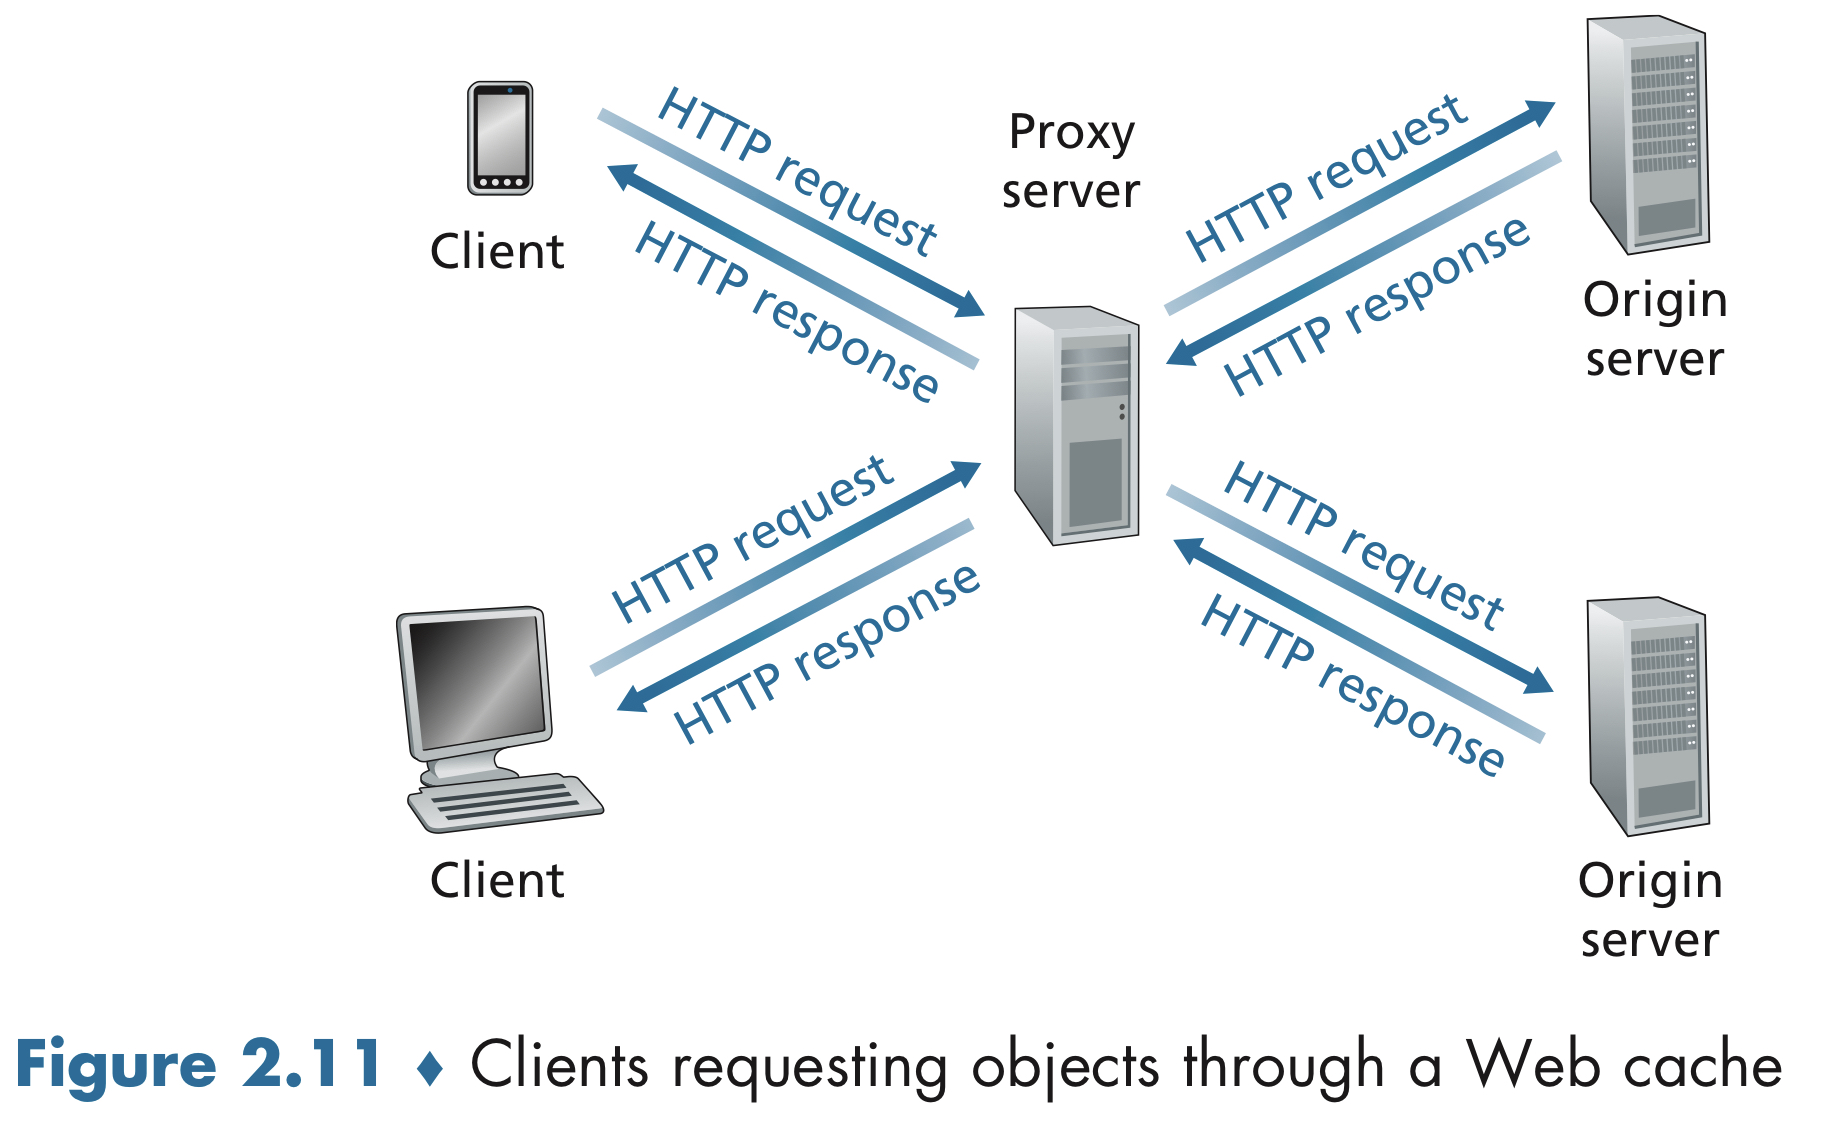 HTTP request
HTTP response
Client
Proxy
server
HTTP request
HTTP response
Origin
server
HTTP request
HTTP response
Client
HTTP request
HTTP response
Origin
server
Figure 2.11 ♦ Clients requesting objects through a Web cache